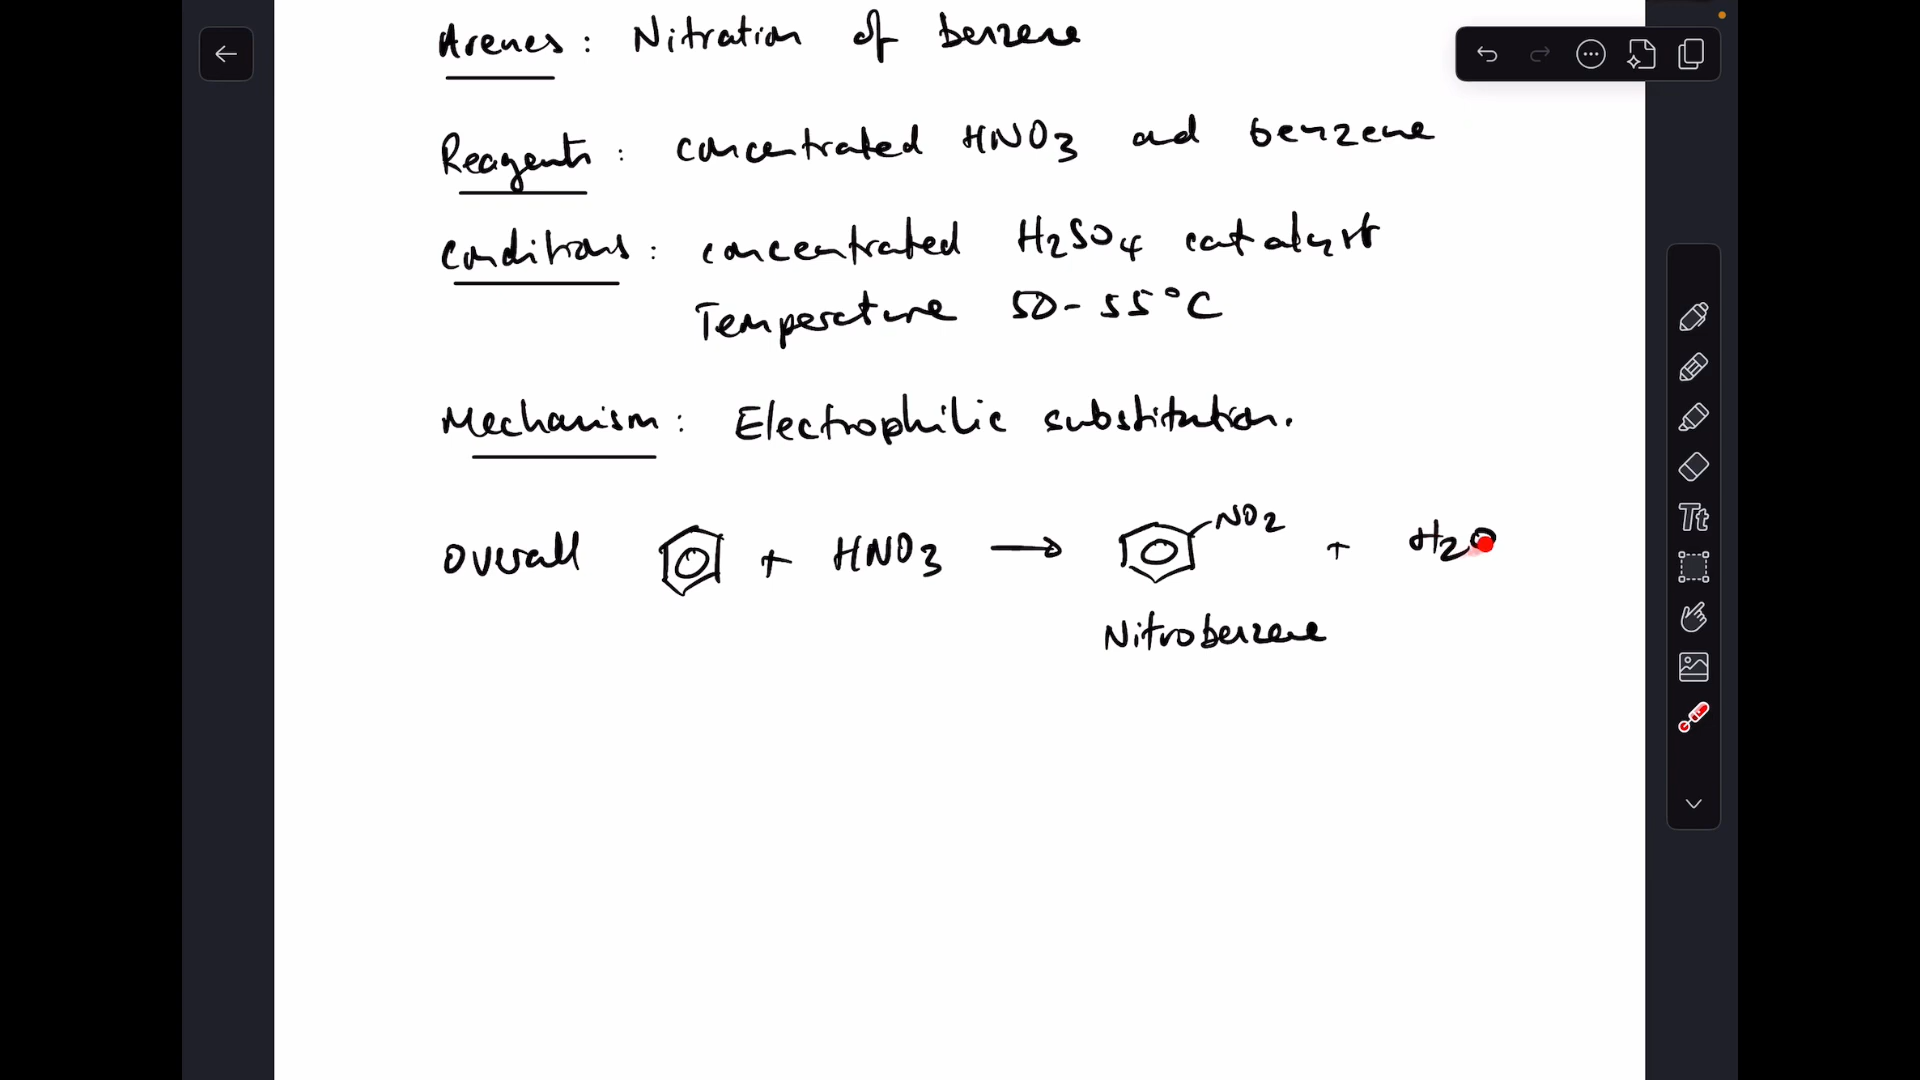 Arenes: Nitration of benzene
Reagents: concentrated HNO3 and benzene
Conditions: concentrated H2SO4 catalyst
Temperature 50-55°C
Mechanism: Electrophilic substitution.
Overall + HNO3 → NO2 + H2O
Nitrobenzene
Tt